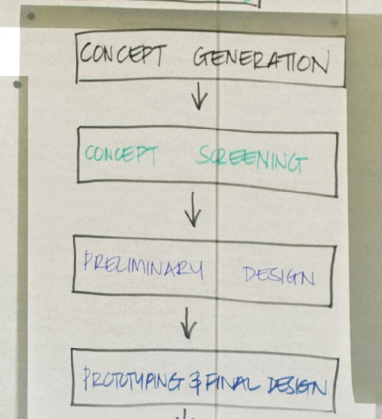 CONCEPT GENERATION
CONCEPT SCREENING
PRELIMINARY DESIGN
PROTOTYPING & FINAL DESIGN